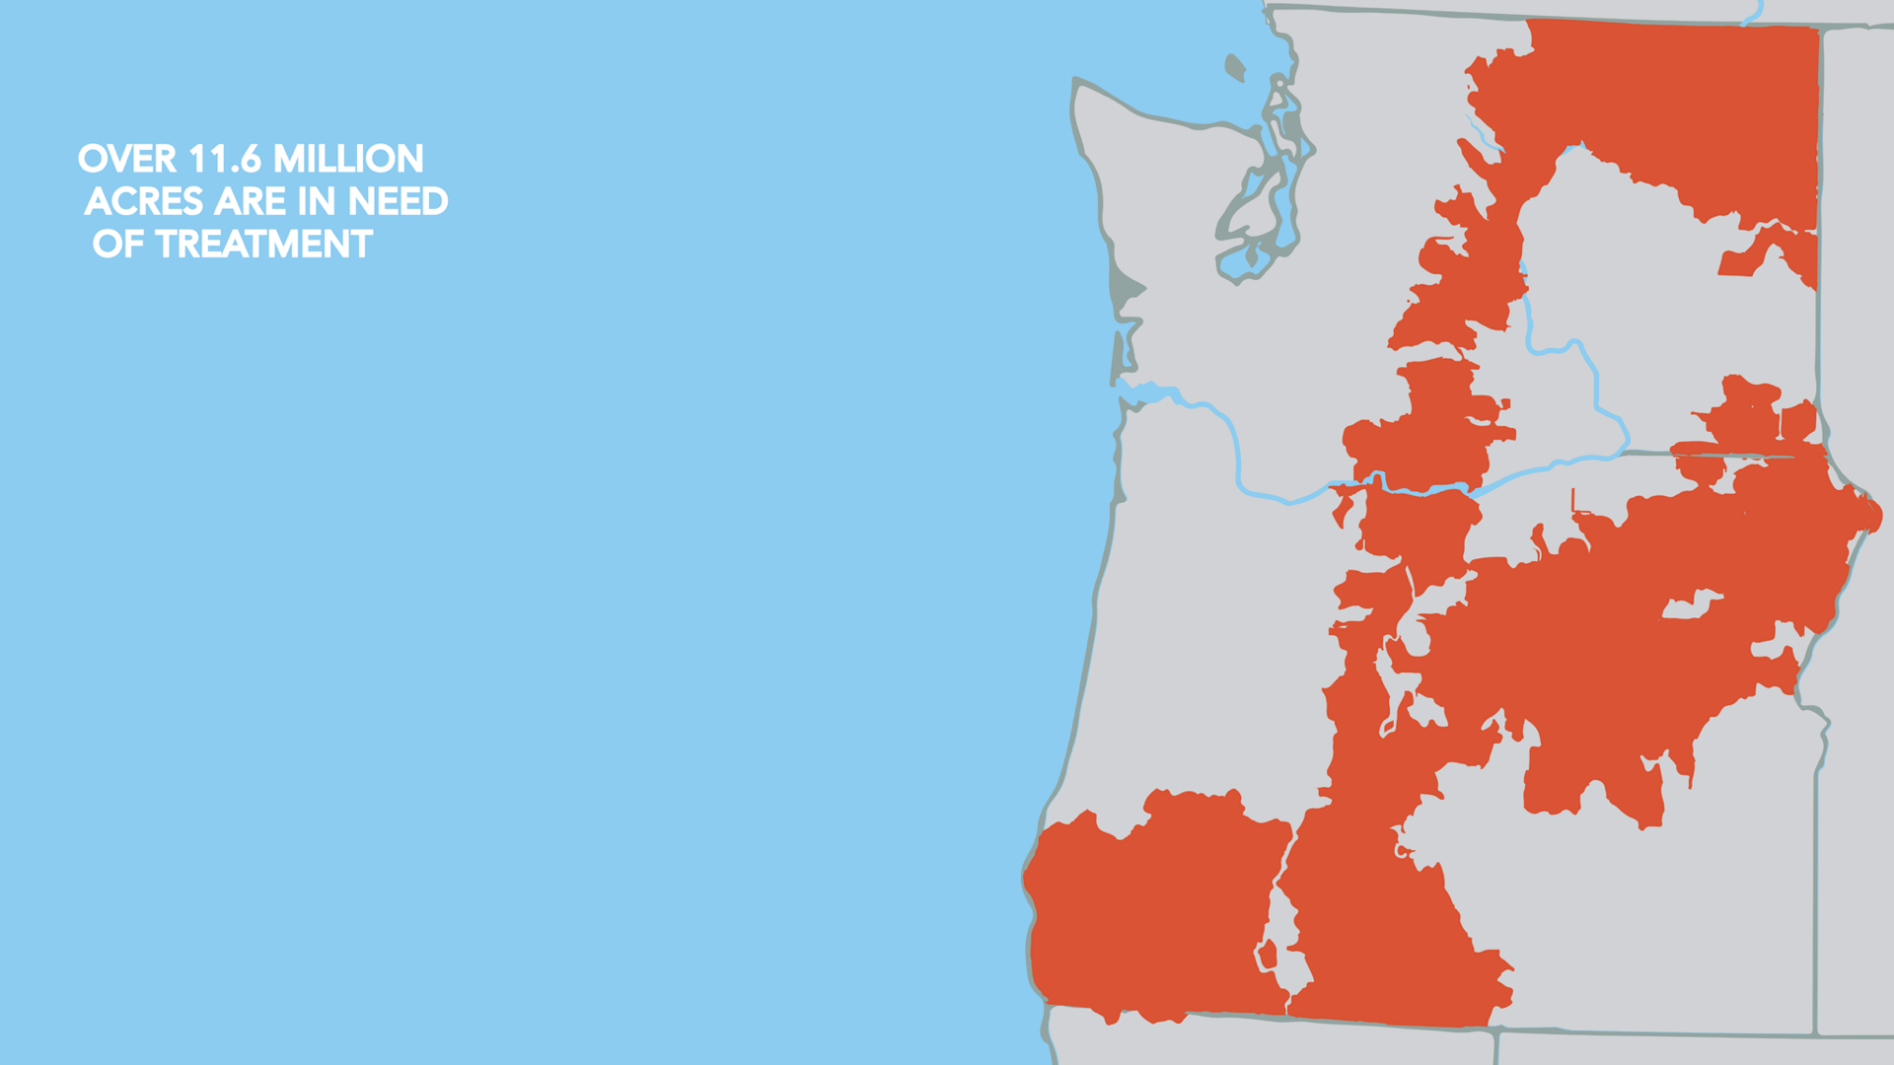 OVER 11.6 MILLION
ACRES ARE IN NEED
OF TREATMENT